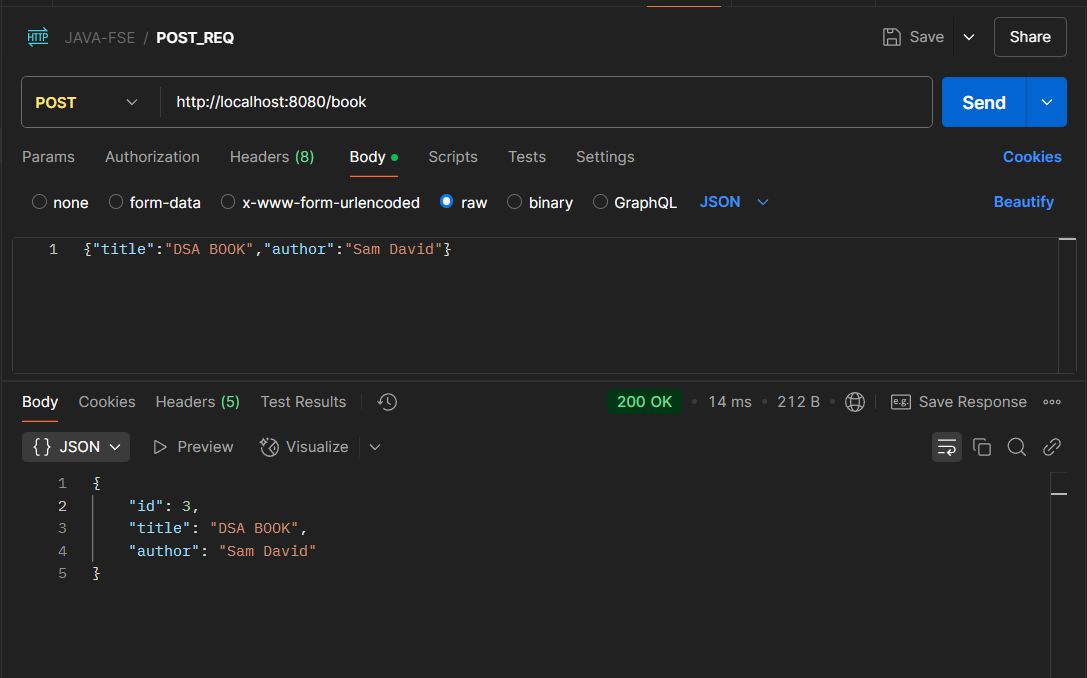 HTTP JAVA-FSE / POST_REQ Save Share
POST http://localhost:8080/book Send
Params Authorization Headers (8) Body Scripts Tests Settings Cookies
none form-data x-www-form-urlencoded raw binary GraphQL JSON Beautify
1 {"title":"DSA BOOK","author":"Sam David"}
Body Cookies Headers (5) Test Results 200 OK • 14 ms • 212 B • e.g. Save Response
{} JSON Preview Visualize
1 {
2 "id": 3,
3 "title": "DSA BOOK",
4 "author": "Sam David"
5 }